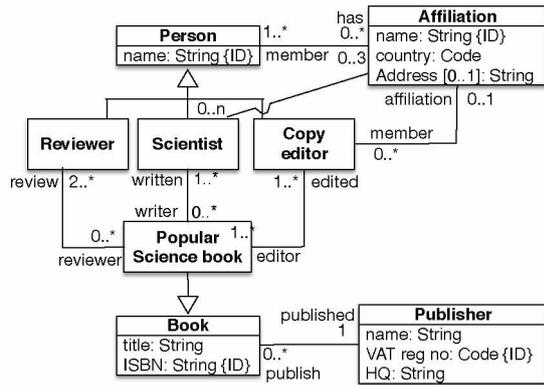 Person
name: String {ID}
1..*
member
has
0..*
0..3
Affiliation
name: String {ID}
country: Code
Address [0..1]: String
affiliation
0..1
0..n
Reviewer
Scientist
Copy
editor
member
0..*
review
2..*
written
1..*
1..*
edited
writer
0..*
0..*
reviewer
Popular
Science book
1..*
editor
Book
title: String
ISBN: String {ID}
published
1
0..*
publish
Publisher
name: String
VAT reg no: Code {ID}
HQ: String